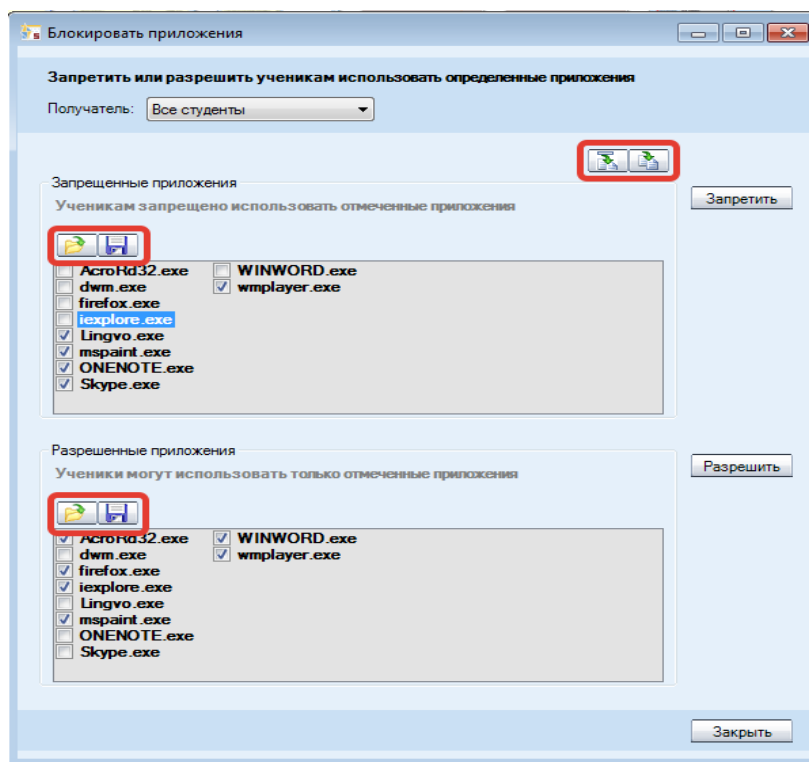 Блокировать приложения
Запретить или разрешить ученикам использовать определенные приложения
Получатель: Все студенты
Запрещенные приложения
Запретить
Ученикам запрещено использовать отмеченные приложения
AcroRd32.exe WINWORD.exe
dwm.exe wmplayer.exe
firefox.exe
iexplore.exe
Lingvo.exe
mspaint.exe
ONENOTE.exe
Skype.exe
Разрешенные приложения
Разрешить
Ученики могут использовать только отмеченные приложения
AcroRd32.exe WINWORD.exe
dwm.exe wmplayer.exe
firefox.exe
iexplore.exe
Lingvo.exe
mspaint.exe
ONENOTE.exe
Skype.exe
Закрыть